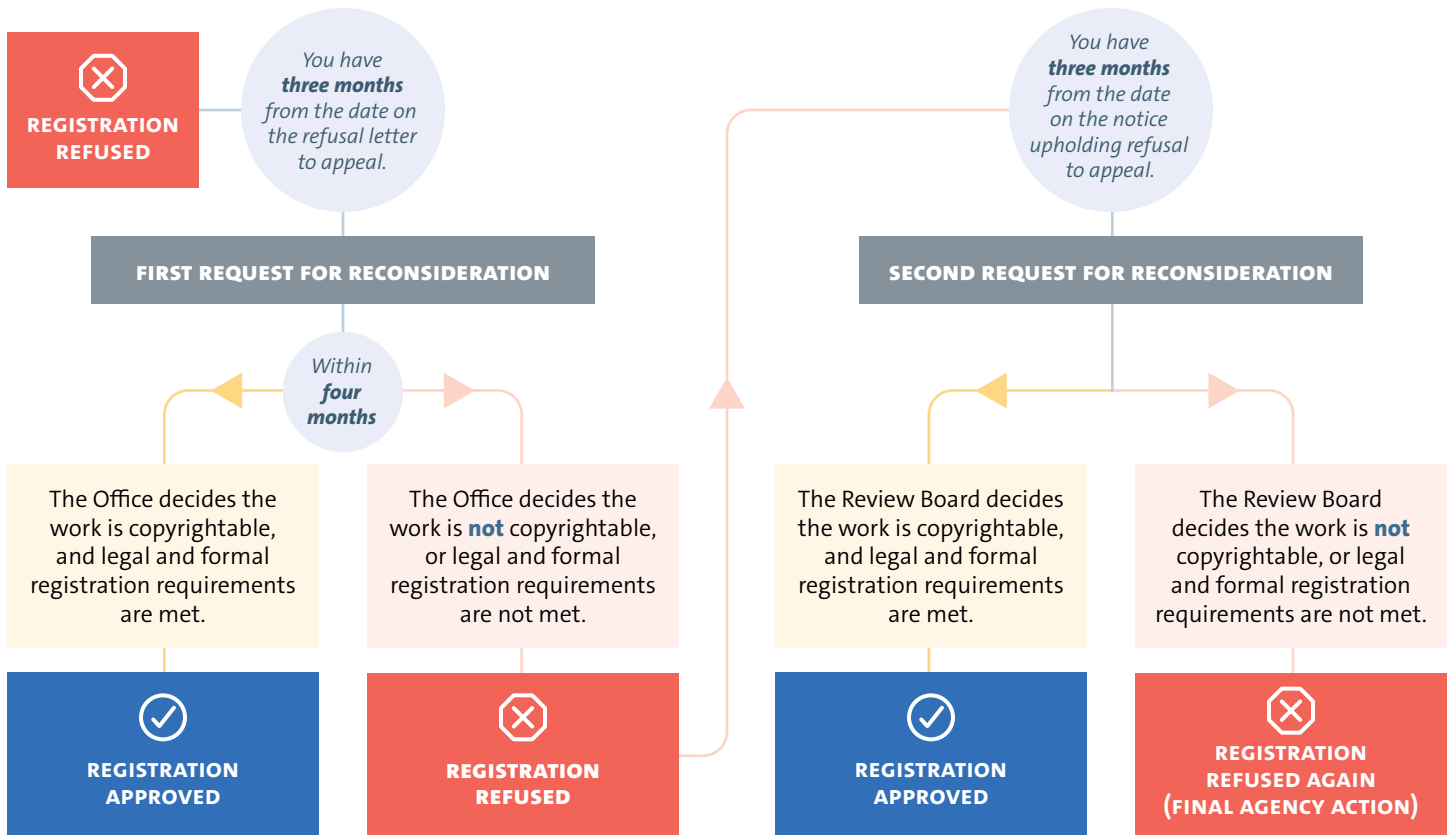 REGISTRATION
REFUSED
You have
three months
from the date on
the refusal letter
to appeal.
FIRST REQUEST FOR RECONSIDERATION
Within
four
months
The Office decides the
work is copyrightable,
and legal and formal
registration requirements
are met.
REGISTRATION
APPROVED
The Office decides the
work is not copyrightable,
or legal and formal
registration requirements
are not met.
REGISTRATION
REFUSED
You have
three months
from the date
on the notice
upholding refusal
to appeal.
SECOND REQUEST FOR RECONSIDERATION
The Review Board decides
the work is copyrightable,
and legal and formal
registration requirements
are met.
REGISTRATION
APPROVED
The Review Board
decides the work is not
copyrightable, or legal
and formal registration
requirements are not met.
REGISTRATION
REFUSED AGAIN
(FINAL AGENCY ACTION)